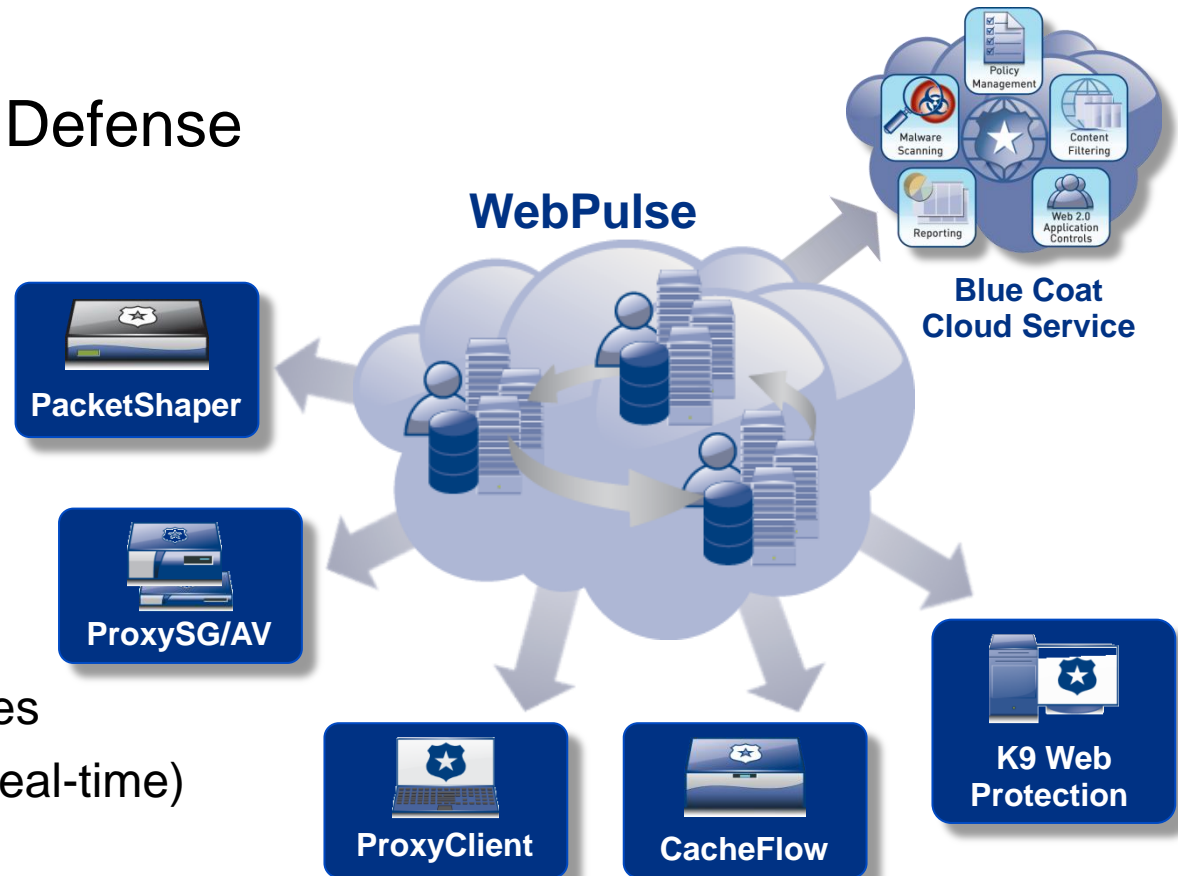 Defense
WebPulse
Policy
Management
Malware
Scanning
Content
Filtering
Reporting
Web 2.0
Application
Controls
Blue Coat
Cloud Service
PacketShaper
ProxySG/AV
es
eal-time)
ProxyClient
CacheFlow
K9 Web
Protection